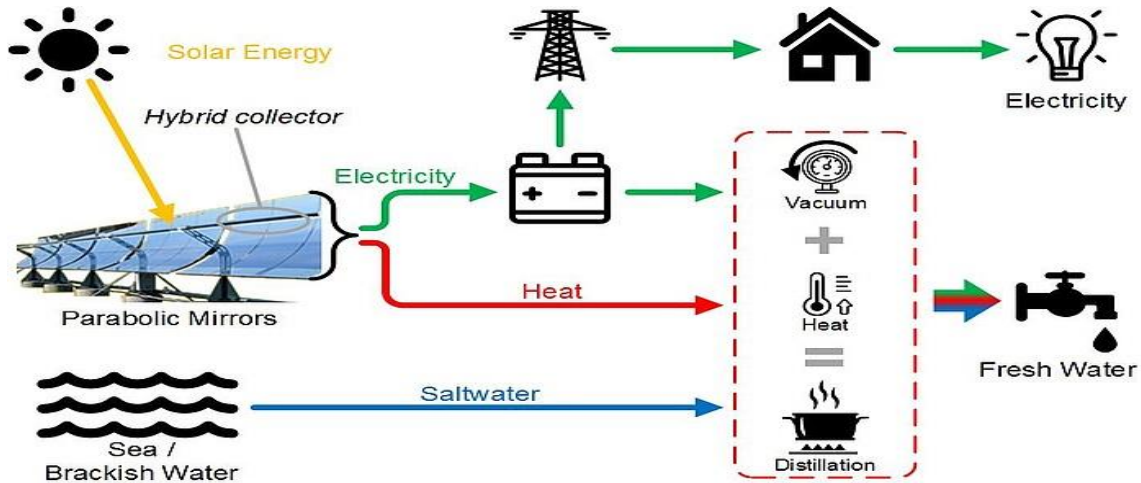 Solar Energy
Hybrid collector
Electricity
Electricity
Vacuum
+
Heat
Heat
=
Parabolic Mirrors
Fresh Water
Saltwater
Sea /
Brackish Water
Distillation